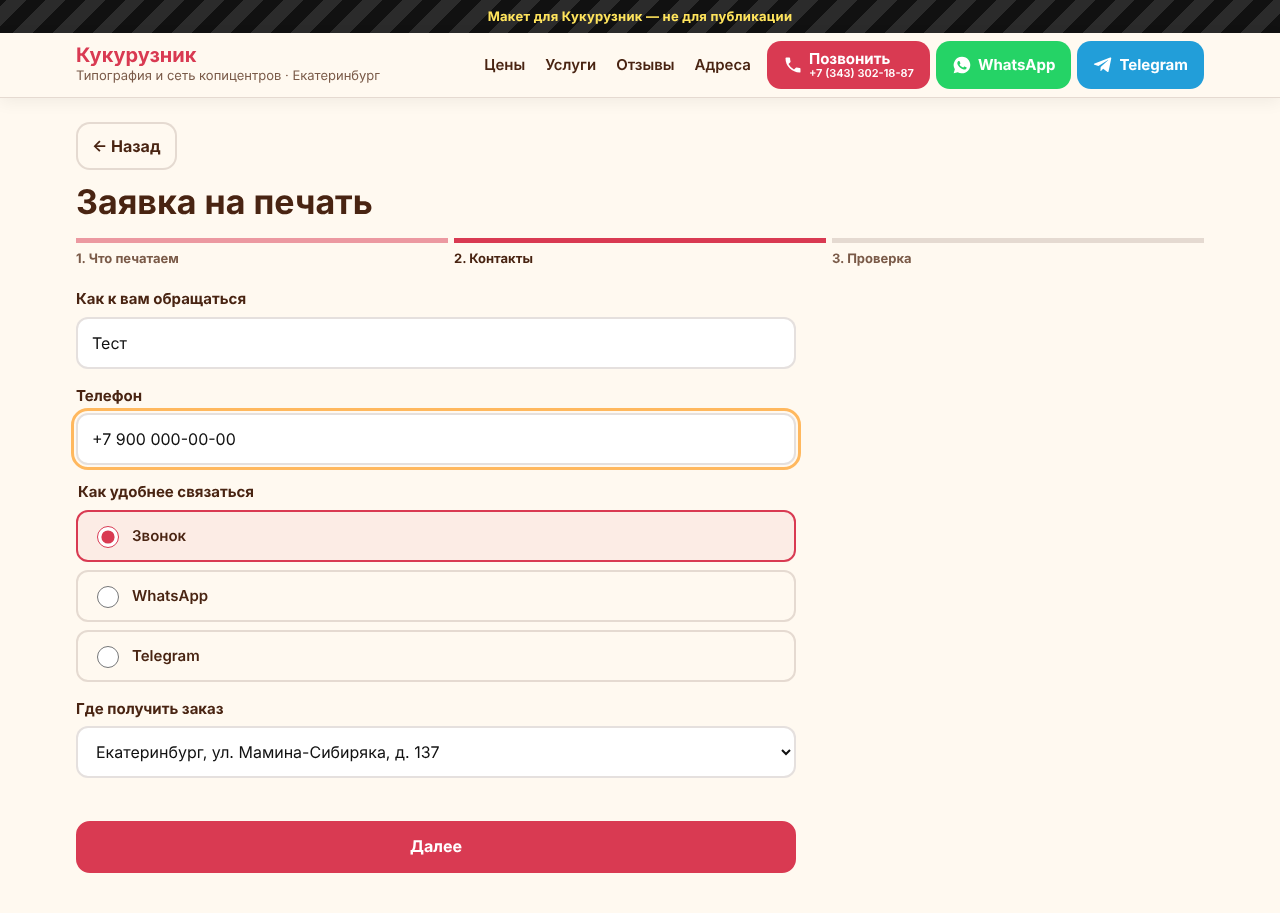 Макет для Кукурузник — не для публикации
Кукурузник
Типография и сеть копицентров · Екатеринбург
Цены
Услуги
Отзывы
Адреса
Позвонить
+7 (343) 302-18-87
WhatsApp
Telegram
← Назад
Заявка на печать
1. Что печатаем
2. Контакты
3. Проверка
Как к вам обращаться
Тест
Телефон
+7 900 000-00-00
Как удобнее связаться
Звонок
WhatsApp
Telegram
Где получить заказ
Екатеринбург, ул. Мамина-Сибиряка, д. 137
Далее